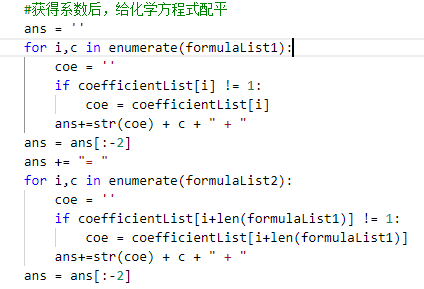 #获得系数后，给化学方程式配平
ans = ''
for i,c in enumerate(formulaList1):
    coe = ''
    if coefficientList[i] != 1:
        coe = coefficientList[i]
    ans+=str(coe) + c + " + "
ans = ans[:-2]
ans += "= "
for i,c in enumerate(formulaList2):
    coe = ''
    if coefficientList[i+len(formulaList1)] != 1:
        coe = coefficientList[i+len(formulaList1)]
    ans+=str(coe) + c + " + "
ans = ans[:-2]